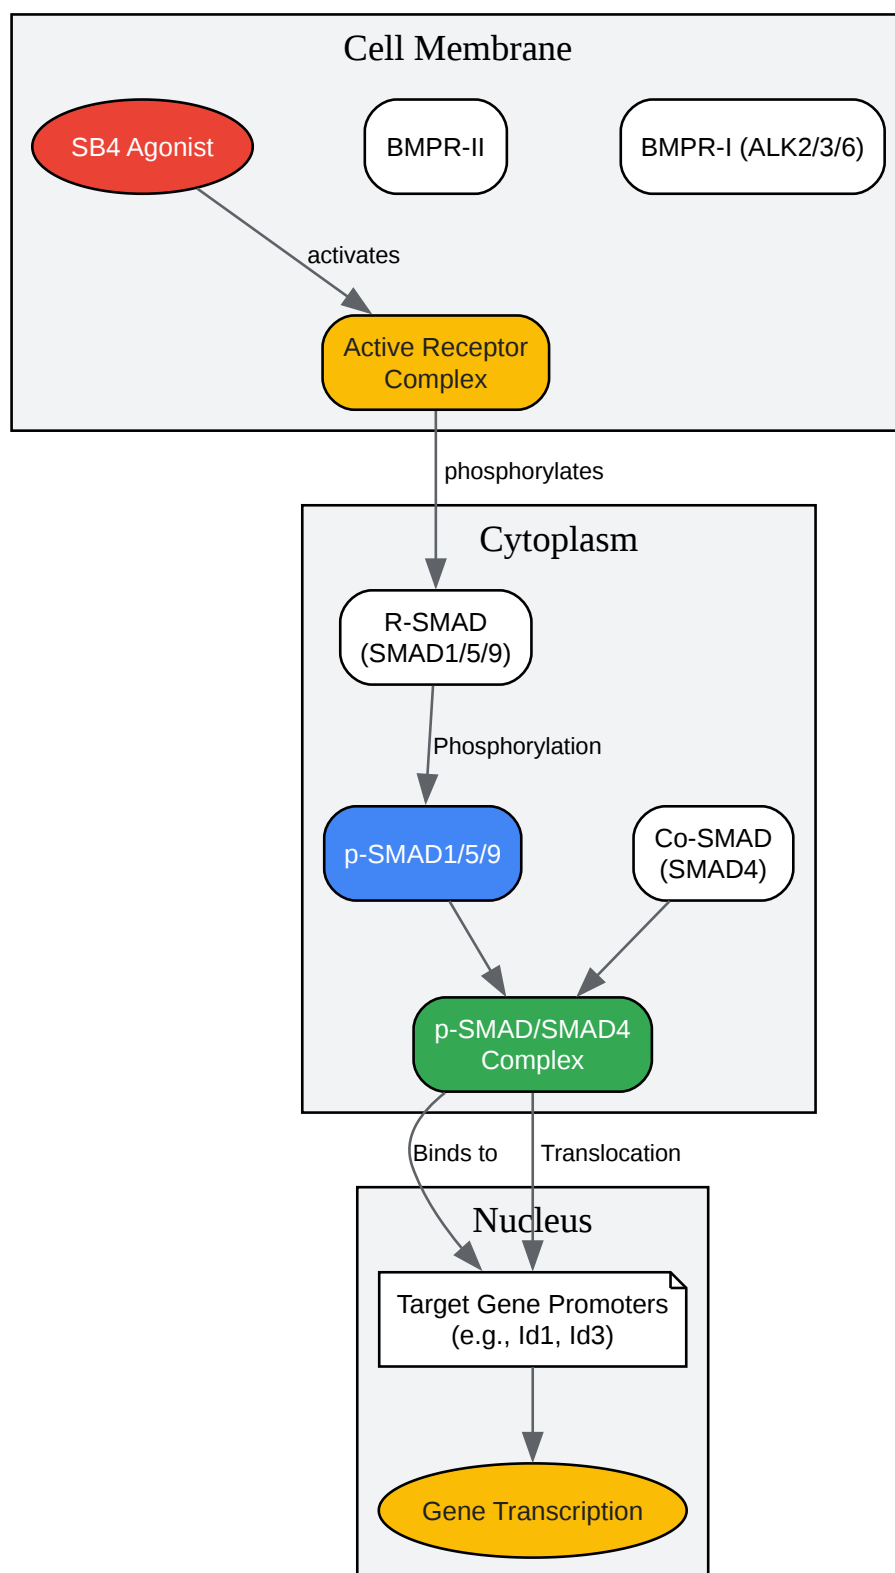 Cell Membrane
SB4 Agonist
BMPR-II
BMPR-I (ALK2/3/6)
activates
Active Receptor
Complex
phosphorylates
Cytoplasm
R-SMAD
(SMAD1/5/9)
Phosphorylation
p-SMAD1/5/9
Co-SMAD
(SMAD4)
p-SMAD/SMAD4
Complex
Binds to
Translocation
Nucleus
Target Gene Promoters
(e.g., Id1, Id3)
Gene Transcription